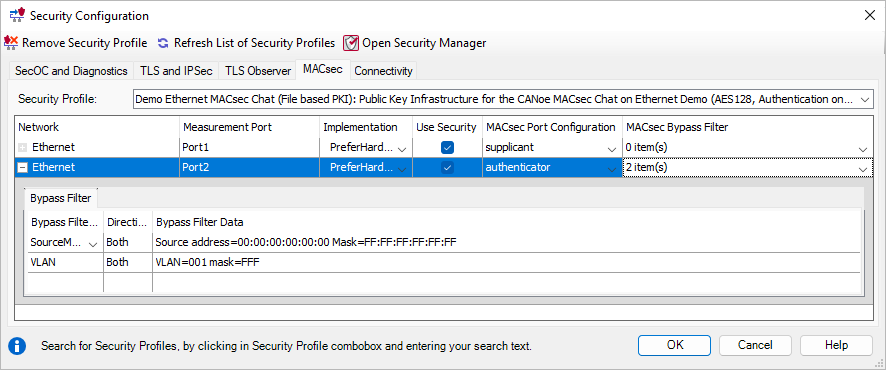 Security Configuration
Remove Security Profile Refresh List of Security Profiles Open Security Manager
SecOC and Diagnostics TLS and IPSec TLS Observer MACsec Connectivity
Security Profile: Demo Ethernet MACsec Chat (File based PKI): Public Key Infrastructure for the CANoe MACsec Chat on Ethernet Demo (AES128, Authentication on...
Network Measurement Port Implementation Use Security MACsec Port Configuration MACsec Bypass Filter
Ethernet Port1 PreferHard... supplicant 0 item(s)
Ethernet Port2 PreferHard... authenticator 2 item(s)
Bypass Filter
Bypass Filte... Directi... Bypass Filter Data
SourceM... Both Source address=00:00:00:00:00:00 Mask=FF:FF:FF:FF:FF:FF
VLAN Both VLAN=001 mask=FFF
Search for Security Profiles, by clicking in Security Profile combobox and entering your search text.
OK Cancel Help